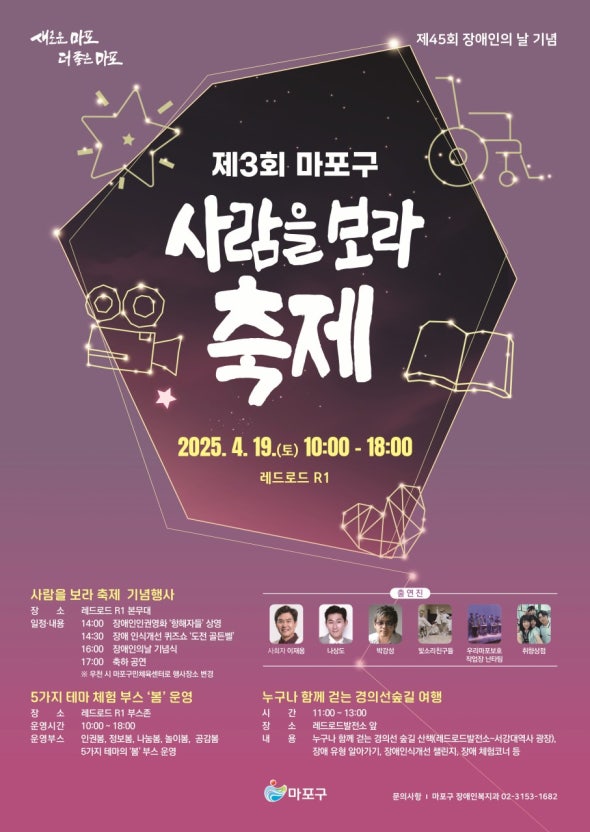 새로운 마포
더 좋은 마포
제45회 장애인의 날 기념
제3회 마포구
사람을 보라
축제
2025. 4. 19.(토) 10:00 - 18:00
레드로드 R1
사람을 보라 축제 기념행사
장 소 레드로드 R1 본무대
일정·내용 14:00 장애인인권영화 '항해자들' 상영
14:30 장애 인식개선 퀴즈쇼 '도전 골든벨'
16:00 장애인의날 기념식
17:00 축하 공연
※ 우천 시 마포구민체육센터로 행사장소 변경
출연진
사회자 이재용
나상도
박강성
빛소리친구들
우리마포보호
작업장 난타팀
취향상점
5가지 테마 체험 부스 '봄' 운영
장 소 레드로드 R1 부스존
운영시간 10:00 ~ 18:00
운영부스 인권봄, 정보봄, 나눔봄, 놀이봄, 공감봄
5가지 테마의 '봄' 부스 운영
누구나 함께 걷는 경의선숲길 여행
시 간 11:00 ~ 13:00
장 소 레드로드발전소 앞
내 용 누구나 함께 걷는 경의선 숲길 산책(레드로드발전소~서강대역사 광장),
장애 유형 알아가기, 장애인식개선 챌린지, 장애 체험코너 등
마포구
문의사항 | 마포구 장애인복지과 02-3153-1682